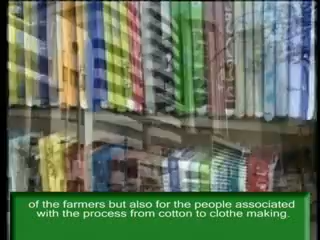 of the farmers but also for the people associated
with the process from cotton to clothe making.